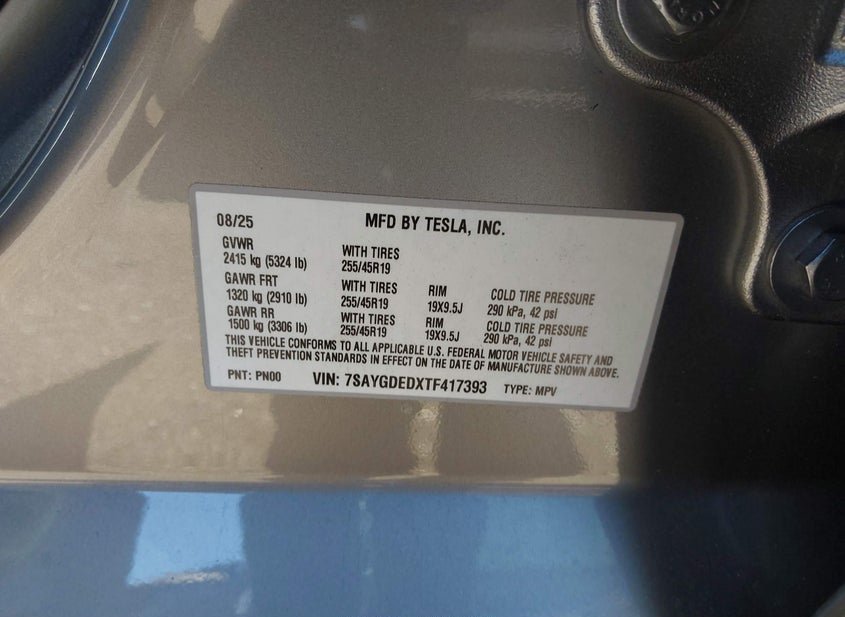 08/25 MFD BY TESLA, INC.
GVWR WITH TIRES
2415 kg (5324 lb) 255/45R19
GAWR FRT WITH TIRES RIM COLD TIRE PRESSURE
1320 kg (2910 lb) 255/45R19 19X9.5J 290 kPa, 42 psi
GAWR RR WITH TIRES RIM COLD TIRE PRESSURE
1500 kg (3306 lb) 255/45R19 19X9.5J 290 kPa, 42 psi
THIS VEHICLE CONFORMS TO ALL APPLICABLE U.S. FEDERAL MOTOR VEHICLE SAFETY AND
THEFT PREVENTION STANDARDS IN EFFECT ON THE DATE OF MANUFACTURE SHOWN ABOVE.
PNT: PN00 VIN: 7SAYGDEDXTF417393 TYPE: MPV